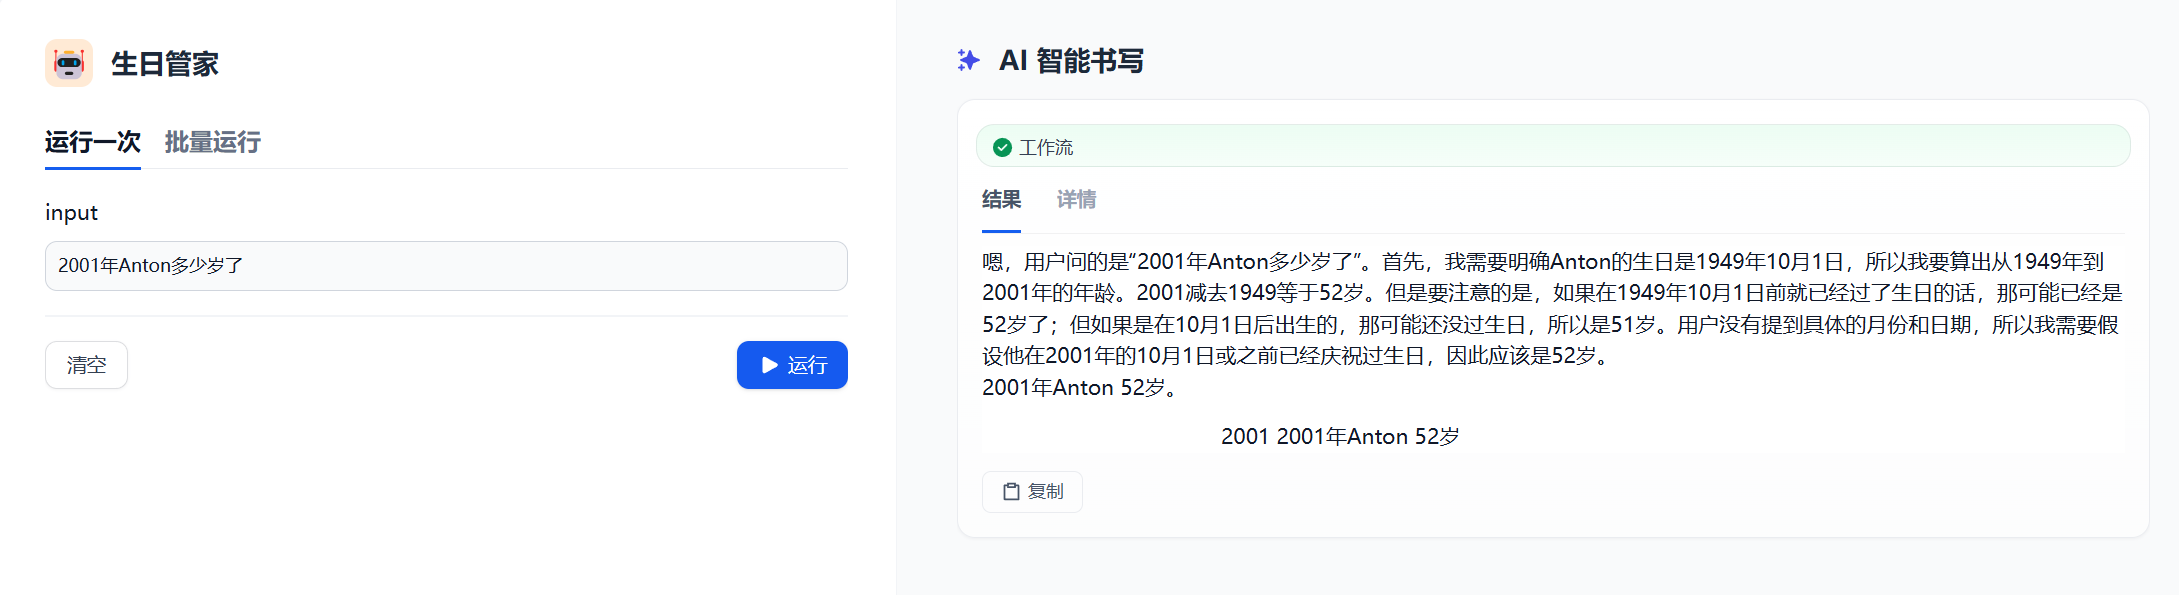 生日管家
运行一次 批量运行
input
2001年Anton多少岁了
清空 运行
AI 智能书写
工作流
结果 详情
嗯，用户问的是“2001年Anton多少岁了”。首先，我需要明确Anton的生日是1949年10月1日，所以我要算出从1949年到
2001年的年龄。2001减去1949等于52岁。但是要注意的是，如果在1949年10月1日前就已经过了生日的话，那可能已经是
52岁了；但如果是在10月1日后出生的，那可能还没过生日，所以是51岁。用户没有提到具体的月份和日期，所以我需要假
设他在2001年的10月1日或之前已经庆祝过生日，因此应该是52岁。
2001年Anton 52岁。
2001 2001年Anton 52岁
复制